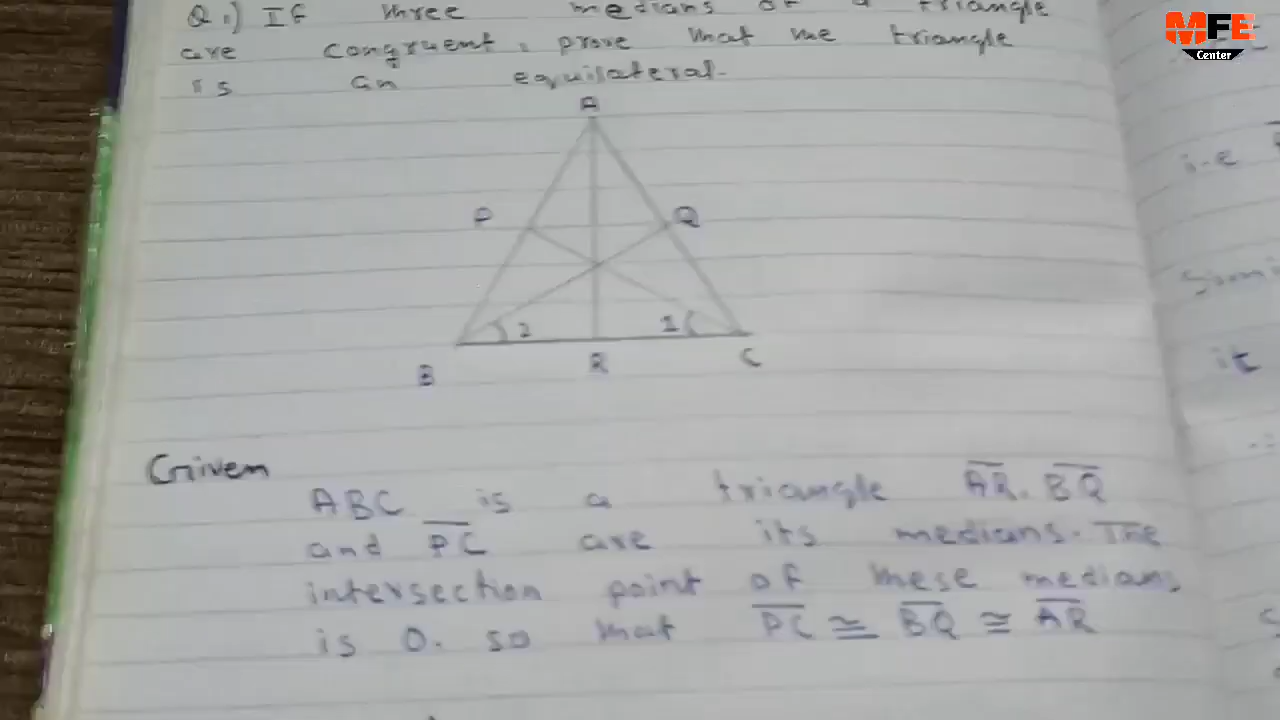 Q.1) If three medians of a triangle
are congruent, prove that the triangle
is an equilateral.
MFE
Center
A
P
Q
2
1
B
R
C
Given
ABC is a triangle AR. BQ
and PC are its medians. The
intersection point of these medians
is O. so that PC ≅ BQ ≅ AR
i.e
it